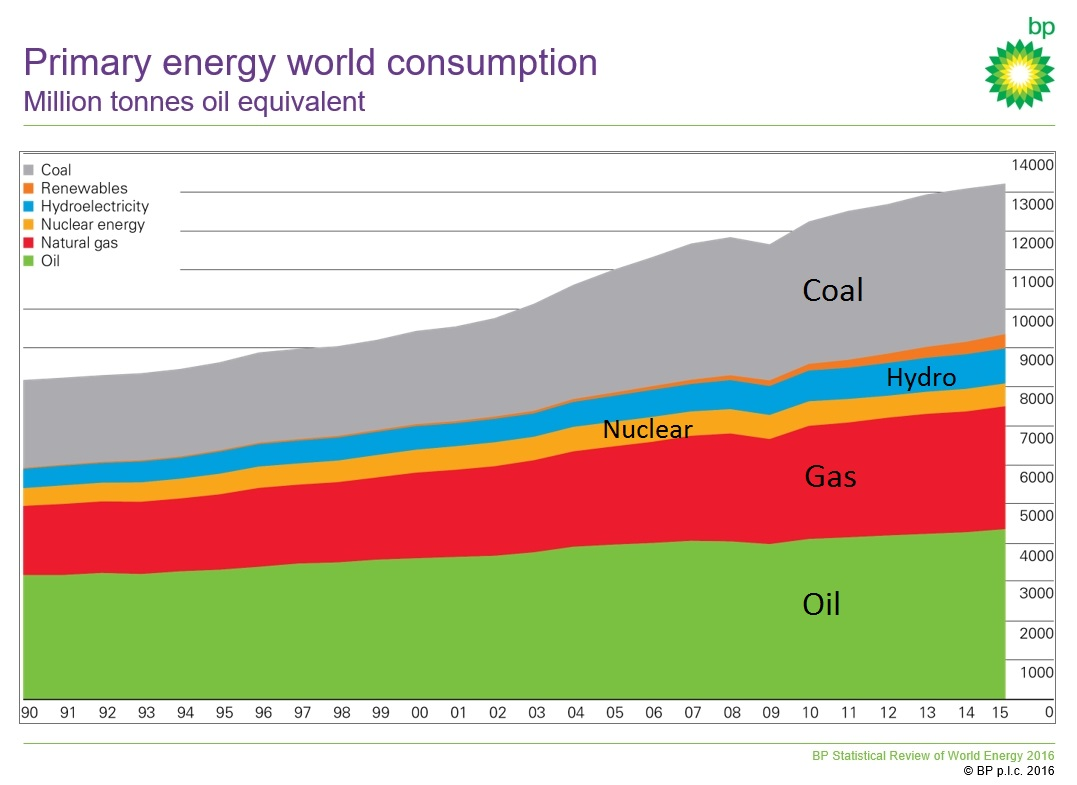 bp
Primary energy world consumption
Million tonnes oil equivalent
Coal
Renewables
Hydroelectricity
Nuclear energy
Natural gas
Oil
14000
13000
12000
11000
10000
9000
8000
7000
6000
5000
4000
3000
2000
1000
0
Coal
Hydro
Nuclear
Gas
Oil
90 91 92 93 94 95 96 97 98 99 00 01 02 03 04 05 06 07 08 09 10 11 12 13 14 15
BP Statistical Review of World Energy 2016
© BP p.l.c. 2016